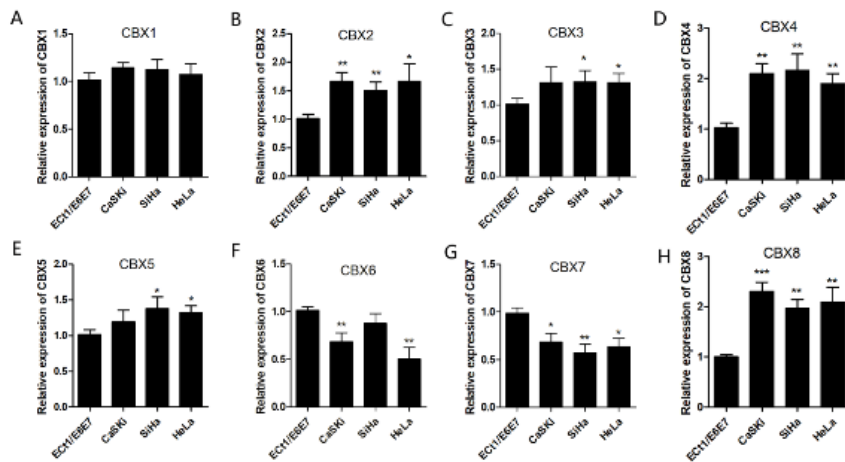 A
CBX1
Relative expression of CBX1
1.5
1.0
0.5
0.0
ECt1/E6E7
CaSKi
SiHa
HeLa
B
CBX2
Relative expression of CBX2
2.5
2.0
1.5
1.0
0.5
0.0
**
**
*
ECt1/E6E7
CaSKi
SiHa
HeLa
C
CBX3
Relative expression of CBX3
2.0
1.5
1.0
0.5
0.0
*
*
ECt1/E6E7
CaSKi
SiHa
HeLa
D
CBX4
Relative expression of CBX4
3
2
1
0
**
**
**
ECt1/E6E7
CaSKi
SiHa
HeLa
E
CBX5
Relative expression of CBX5
2.0
1.5
1.0
0.5
0.0
*
*
ECt1/E6E7
CaSKi
SiHa
HeLa
F
CBX6
Relative expression of CBX6
1.5
1.0
0.5
0.0
**
**
ECt1/E6E7
CaSKi
SiHa
HeLa
G
CBX7
Relative expression of CBX7
1.5
1.0
0.5
0.0
*
**
*
ECt1/E6E7
CaSKi
SiHa
HeLa
H
CBX8
Relative expression of CBX8
3
2
1
0
***
**
**
ECt1/E6E7
CaSKi
SiHa
HeLa